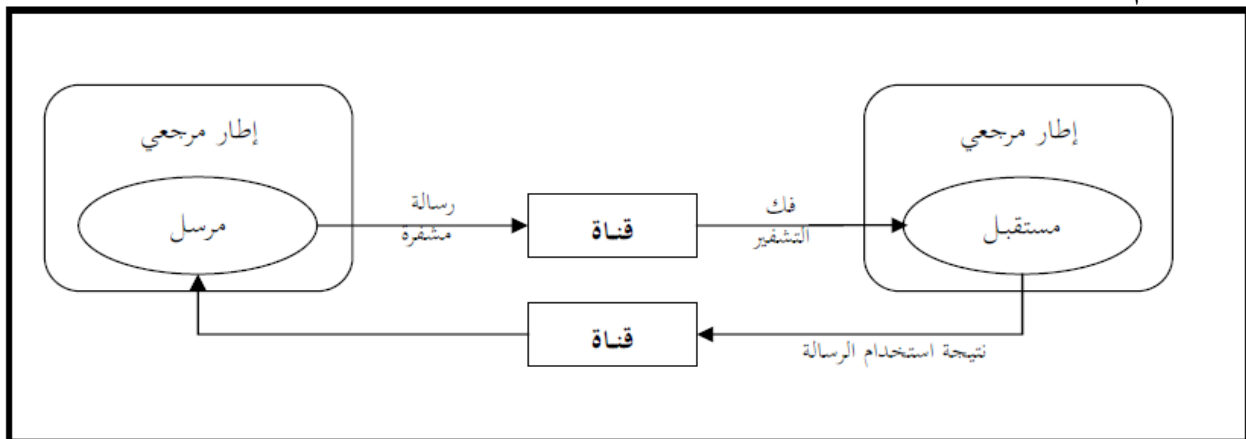 إطار مرجعي
مرسل
رسالة
مشفرة
قناة
فك
التشفير
إطار مرجعي
مستقبل
نتيجة استخدام الرسالة
قناة